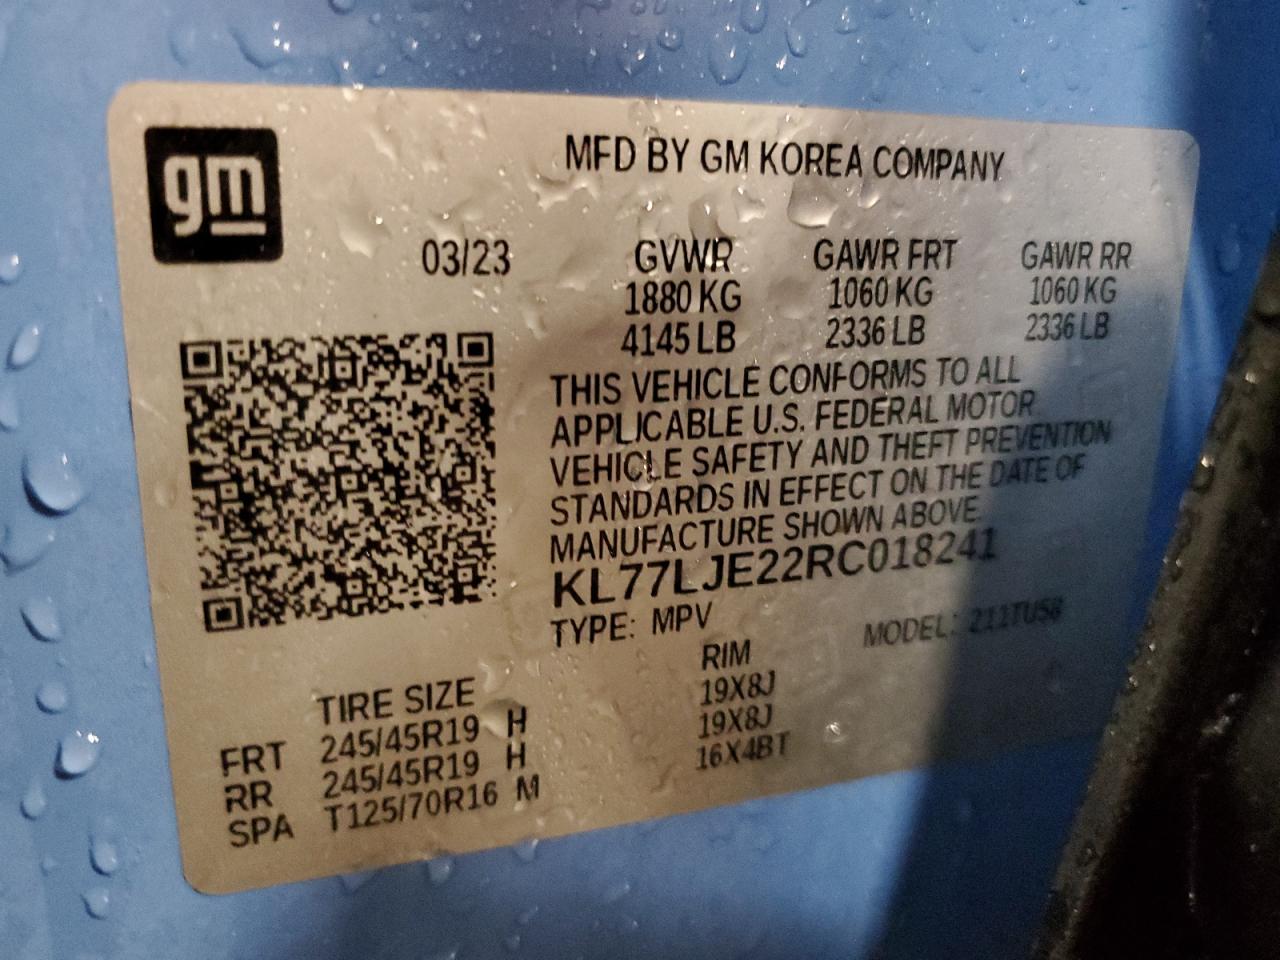 gm
MFD BY GM KOREA COMPANY
03/23 GVWR GAWR FRT GAWR RR
1880 KG 1060 KG 1060 KG
4145 LB 2336 LB 2336 LB
THIS VEHICLE CONFORMS TO ALL
APPLICABLE U.S. FEDERAL MOTOR
VEHICLE SAFETY AND THEFT PREVENTION
STANDARDS IN EFFECT ON THE DATE OF
MANUFACTURE SHOWN ABOVE
KL77LJE22RC018241
TYPE: MPV MODEL: 211TU58
TIRE SIZE RIM
FRT 245/45R19 H 19X8J
RR 245/45R19 H 19X8J
SPA T125/70R16 M 16X4BT